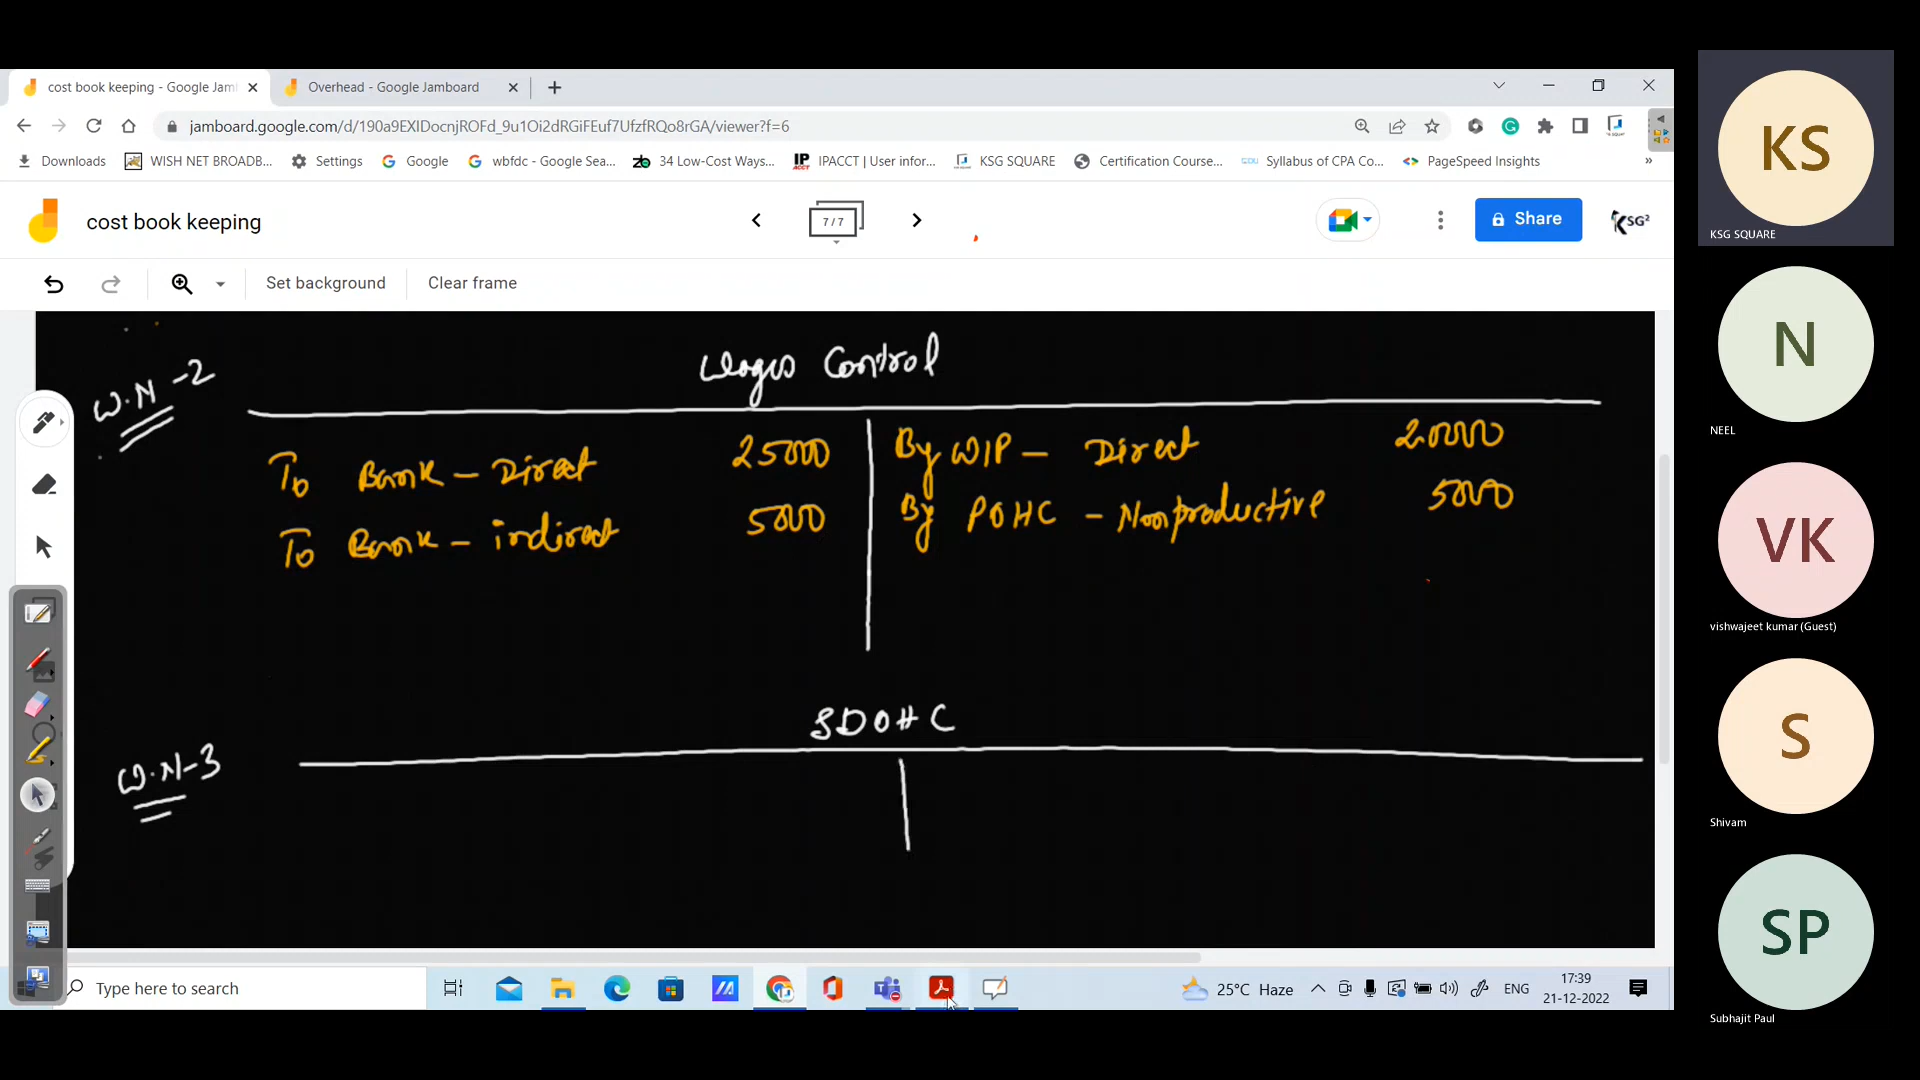 cost book keeping - Google Jam
Overhead - Google Jamboard
jamboard.google.com/d/190a9EXIDocnjROFd_9u1Oi2dRGiFEuf7UfzfRQo8rGA/viewer?f=6
Downloads
WISH NET BROADB...
Settings
Google
wbfdc - Google Sea...
34 Low-Cost Ways...
IPACCT | User infor...
KSG SQUARE
Certification Course...
Syllabus of CPA Co...
PageSpeed Insights
»
cost book keeping
7 / 7
Share
KSG²
Set background
Clear frame
W.N-2
Wages Control
To Bank - Direct 25000
By WIP - Direct 20000
To Bank - indirect 5000
By POHC - Nonproductive 5000
SDOHC
W.N-3
Type here to search
25°C Haze
ENG
17:39
21-12-2022
KS
KSG SQUARE
N
NEEL
VK
vishwajeet kumar (Guest)
S
Shivam
SP
Subhajit Paul